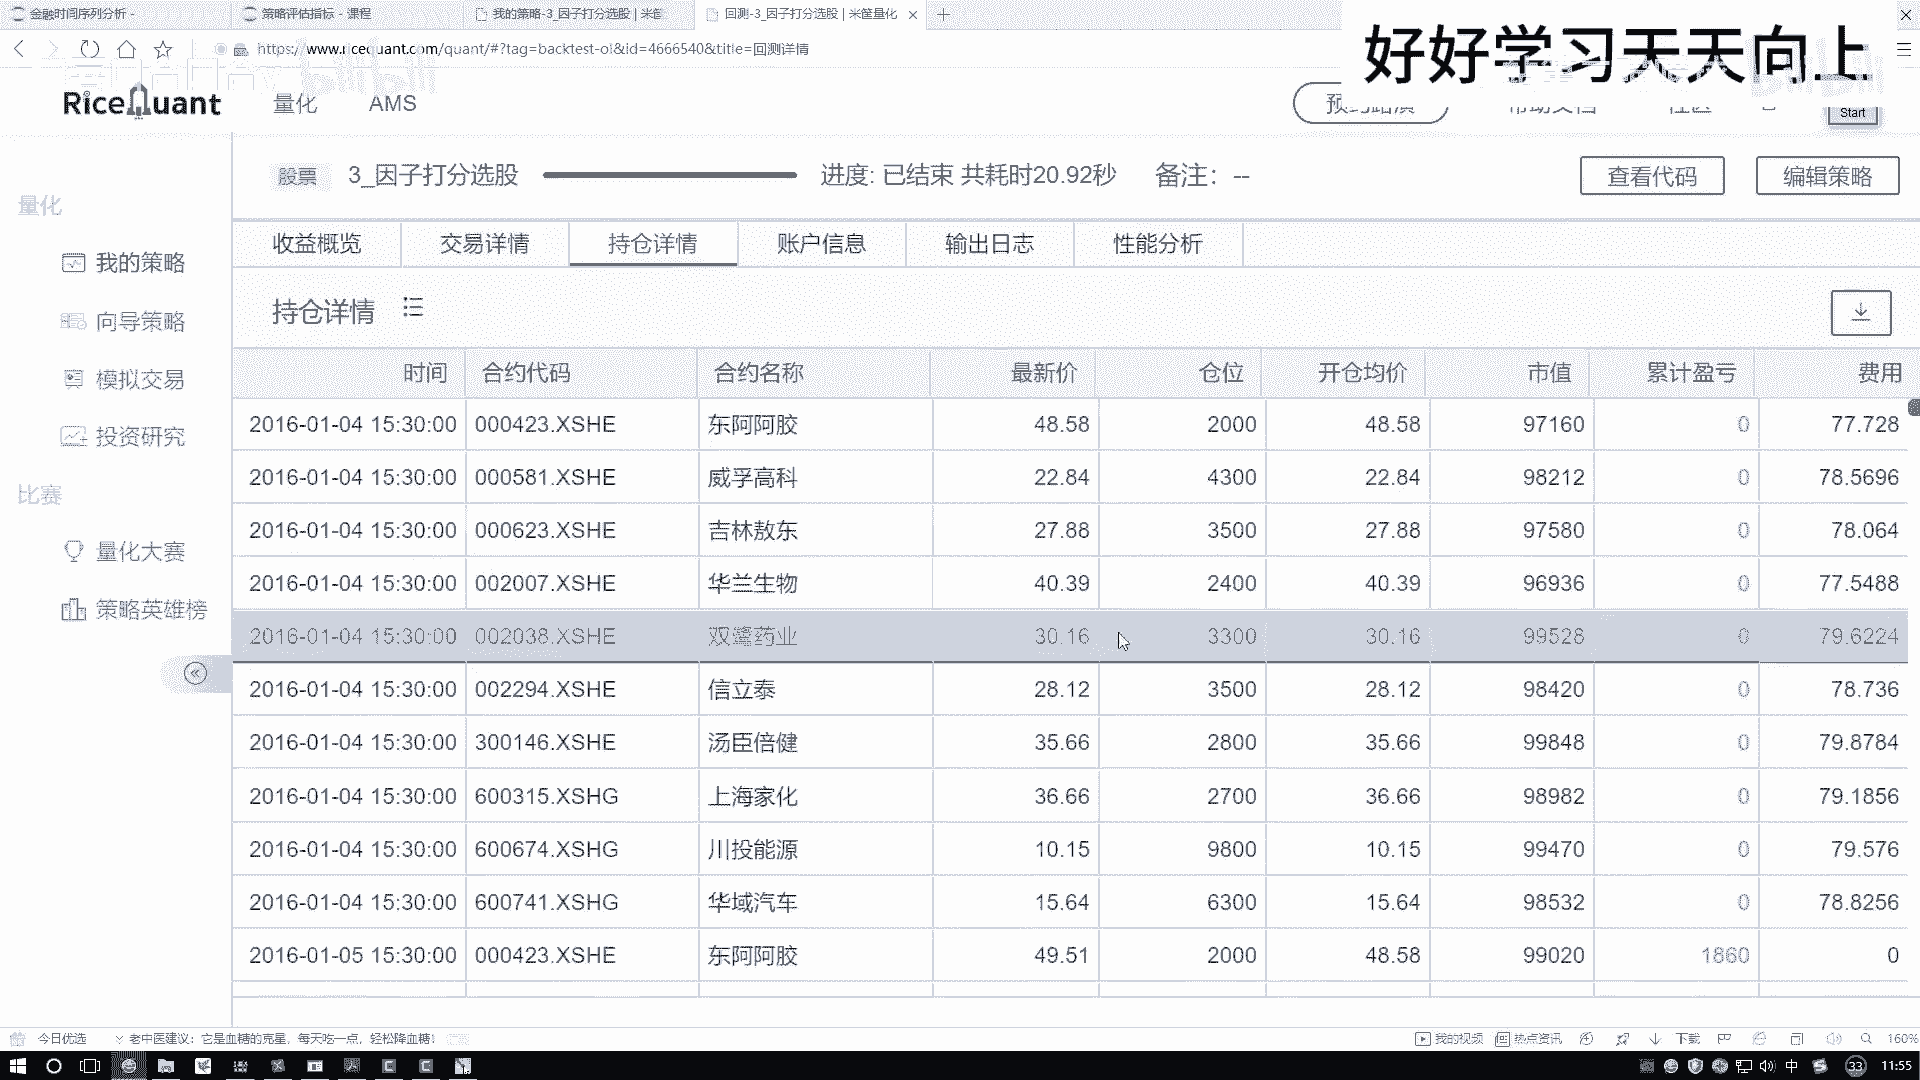 金融时间序列分析 -
策略评估指标 - 课程
我的策略-3_因子打分选股 | 米筐
回测-3_因子打分选股 | 米筐量化
https://www.ricequant.com/quant/#?tag=backtest-ol&id=4666540&title=回测详情
好好学习天天向上
RiceQuant
量化
AMS
Start
股票
3_因子打分选股
进度: 已结束 共耗时20.92秒
备注: --
查看代码
编辑策略
量化
我的策略
向导策略
模拟交易
投资研究
比赛
量化大赛
策略英雄榜
收益概览
交易详情
持仓详情
账户信息
输出日志
性能分析
持仓详情
时间 合约代码 合约名称 最新价 仓位 开仓均价 市值 累计盈亏 费用
2016-01-04 15:30:00 000423.XSHE 东阿阿胶 48.58 2000 48.58 97160 0 77.728
2016-01-04 15:30:00 000581.XSHE 威孚高科 22.84 4300 22.84 98212 0 78.5696
2016-01-04 15:30:00 000623.XSHE 吉林敖东 27.88 3500 27.88 97580 0 78.064
2016-01-04 15:30:00 002007.XSHE 华兰生物 40.39 2400 40.39 96936 0 77.5488
2016-01-04 15:30:00 002038.XSHE 双鹭药业 30.16 3300 30.16 99528 0 79.6224
2016-01-04 15:30:00 002294.XSHE 信立泰 28.12 3500 28.12 98420 0 78.736
2016-01-04 15:30:00 300146.XSHE 汤臣倍健 35.66 2800 35.66 99848 0 79.8784
2016-01-04 15:30:00 600315.XSHG 上海家化 36.66 2700 36.66 98982 0 79.1856
2016-01-04 15:30:00 600674.XSHG 川投能源 10.15 9800 10.15 99470 0 79.576
2016-01-04 15:30:00 600741.XSHG 华域汽车 15.64 6300 15.64 98532 0 78.8256
2016-01-05 15:30:00 000423.XSHE 东阿阿胶 49.51 2000 48.58 99020 1860 0
今日优选
老中医建议: 它是血糖的克星, 每天吃一点, 轻松降血糖!
我的视频
热点资讯
下载
160%
中
33
11:55